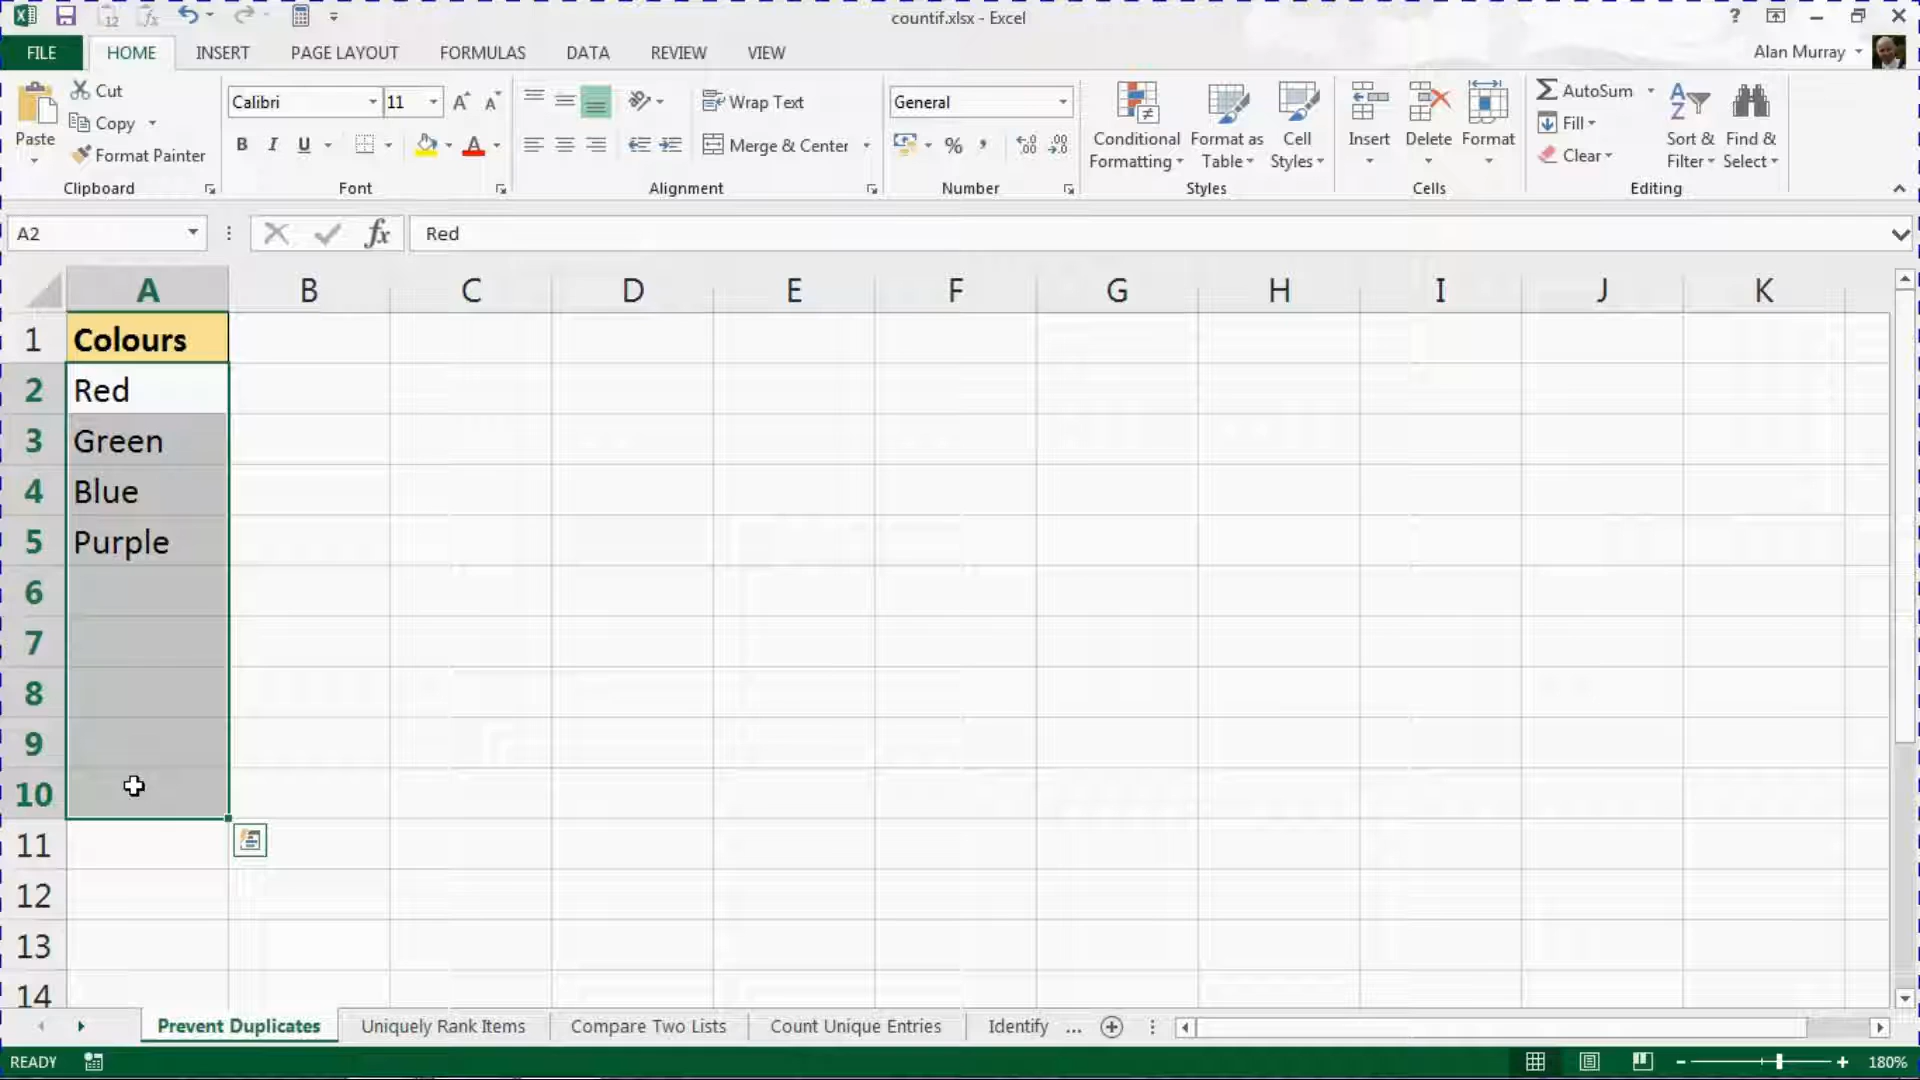 countif.xlsx - Excel
FILE HOME INSERT PAGE LAYOUT FORMULAS DATA REVIEW VIEW Alan Murray
Paste
Cut
Copy
Format Painter
Clipboard
Calibri 11
B I U
Font
Wrap Text
Merge & Center
Alignment
General
%
Number
Conditional Formatting
Format as Table
Cell Styles
Styles
Insert
Delete
Format
Cells
AutoSum
Fill
Clear
Sort & Filter
Find & Select
Editing
A2 fx Red
A B C D E F G H I J K
1 Colours
2 Red
3 Green
4 Blue
5 Purple
6
7
8
9
10
11
12
13
14
Prevent Duplicates Uniquely Rank Items Compare Two Lists Count Unique Entries Identify ...
READY 180%